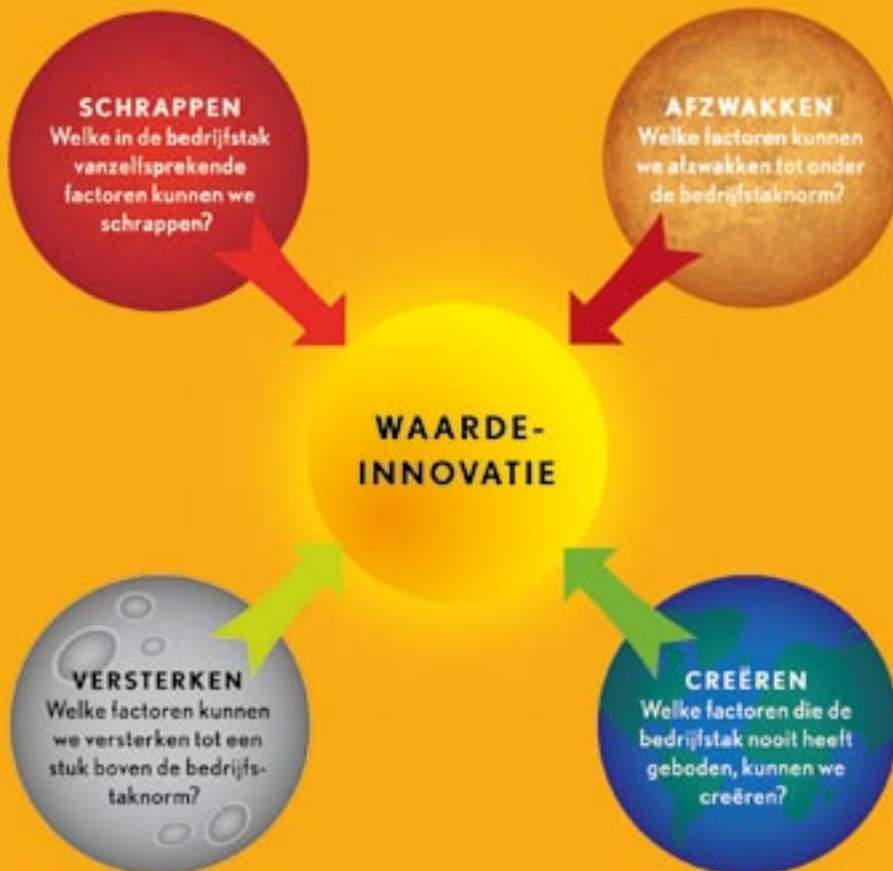 SCHRAPPEN
Welke in de bedrijfstak
vanzelfsprekende
factoren kunnen we
schrappen?
AFZWAKKEN
Welke factoren kunnen
we afzwakken tot onder
de bedrijfstaknorm?
WAARDE-
INNOVATIE
VERSTERKEN
Welke factoren kunnen
we versterken tot een
stuk boven de bedrijfs-
taknorm?
CREËREN
Welke factoren die de
bedrijfstak nooit heeft
geboden, kunnen we
creëren?